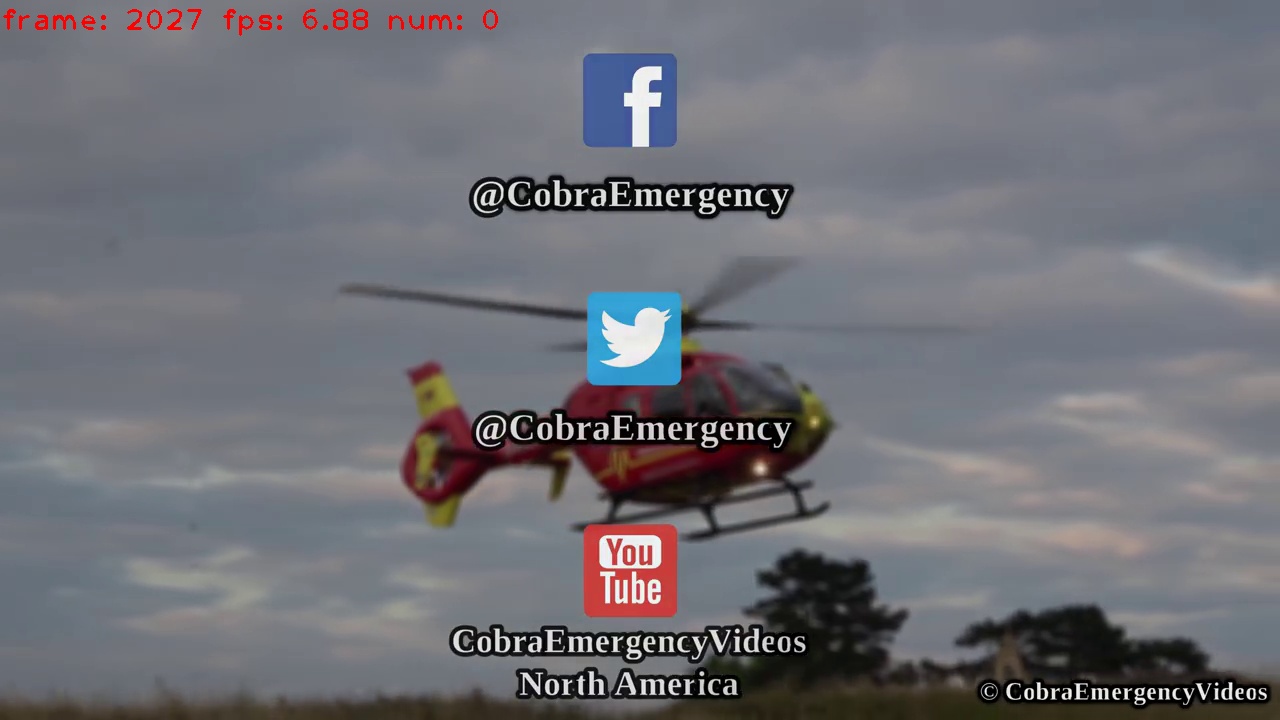 frame: 2027 fps: 6.88 num: 0
f
@CobraEmergency
@CobraEmergency
You
Tube
CobraEmergencyVideos
North America
© CobraEmergencyVideos